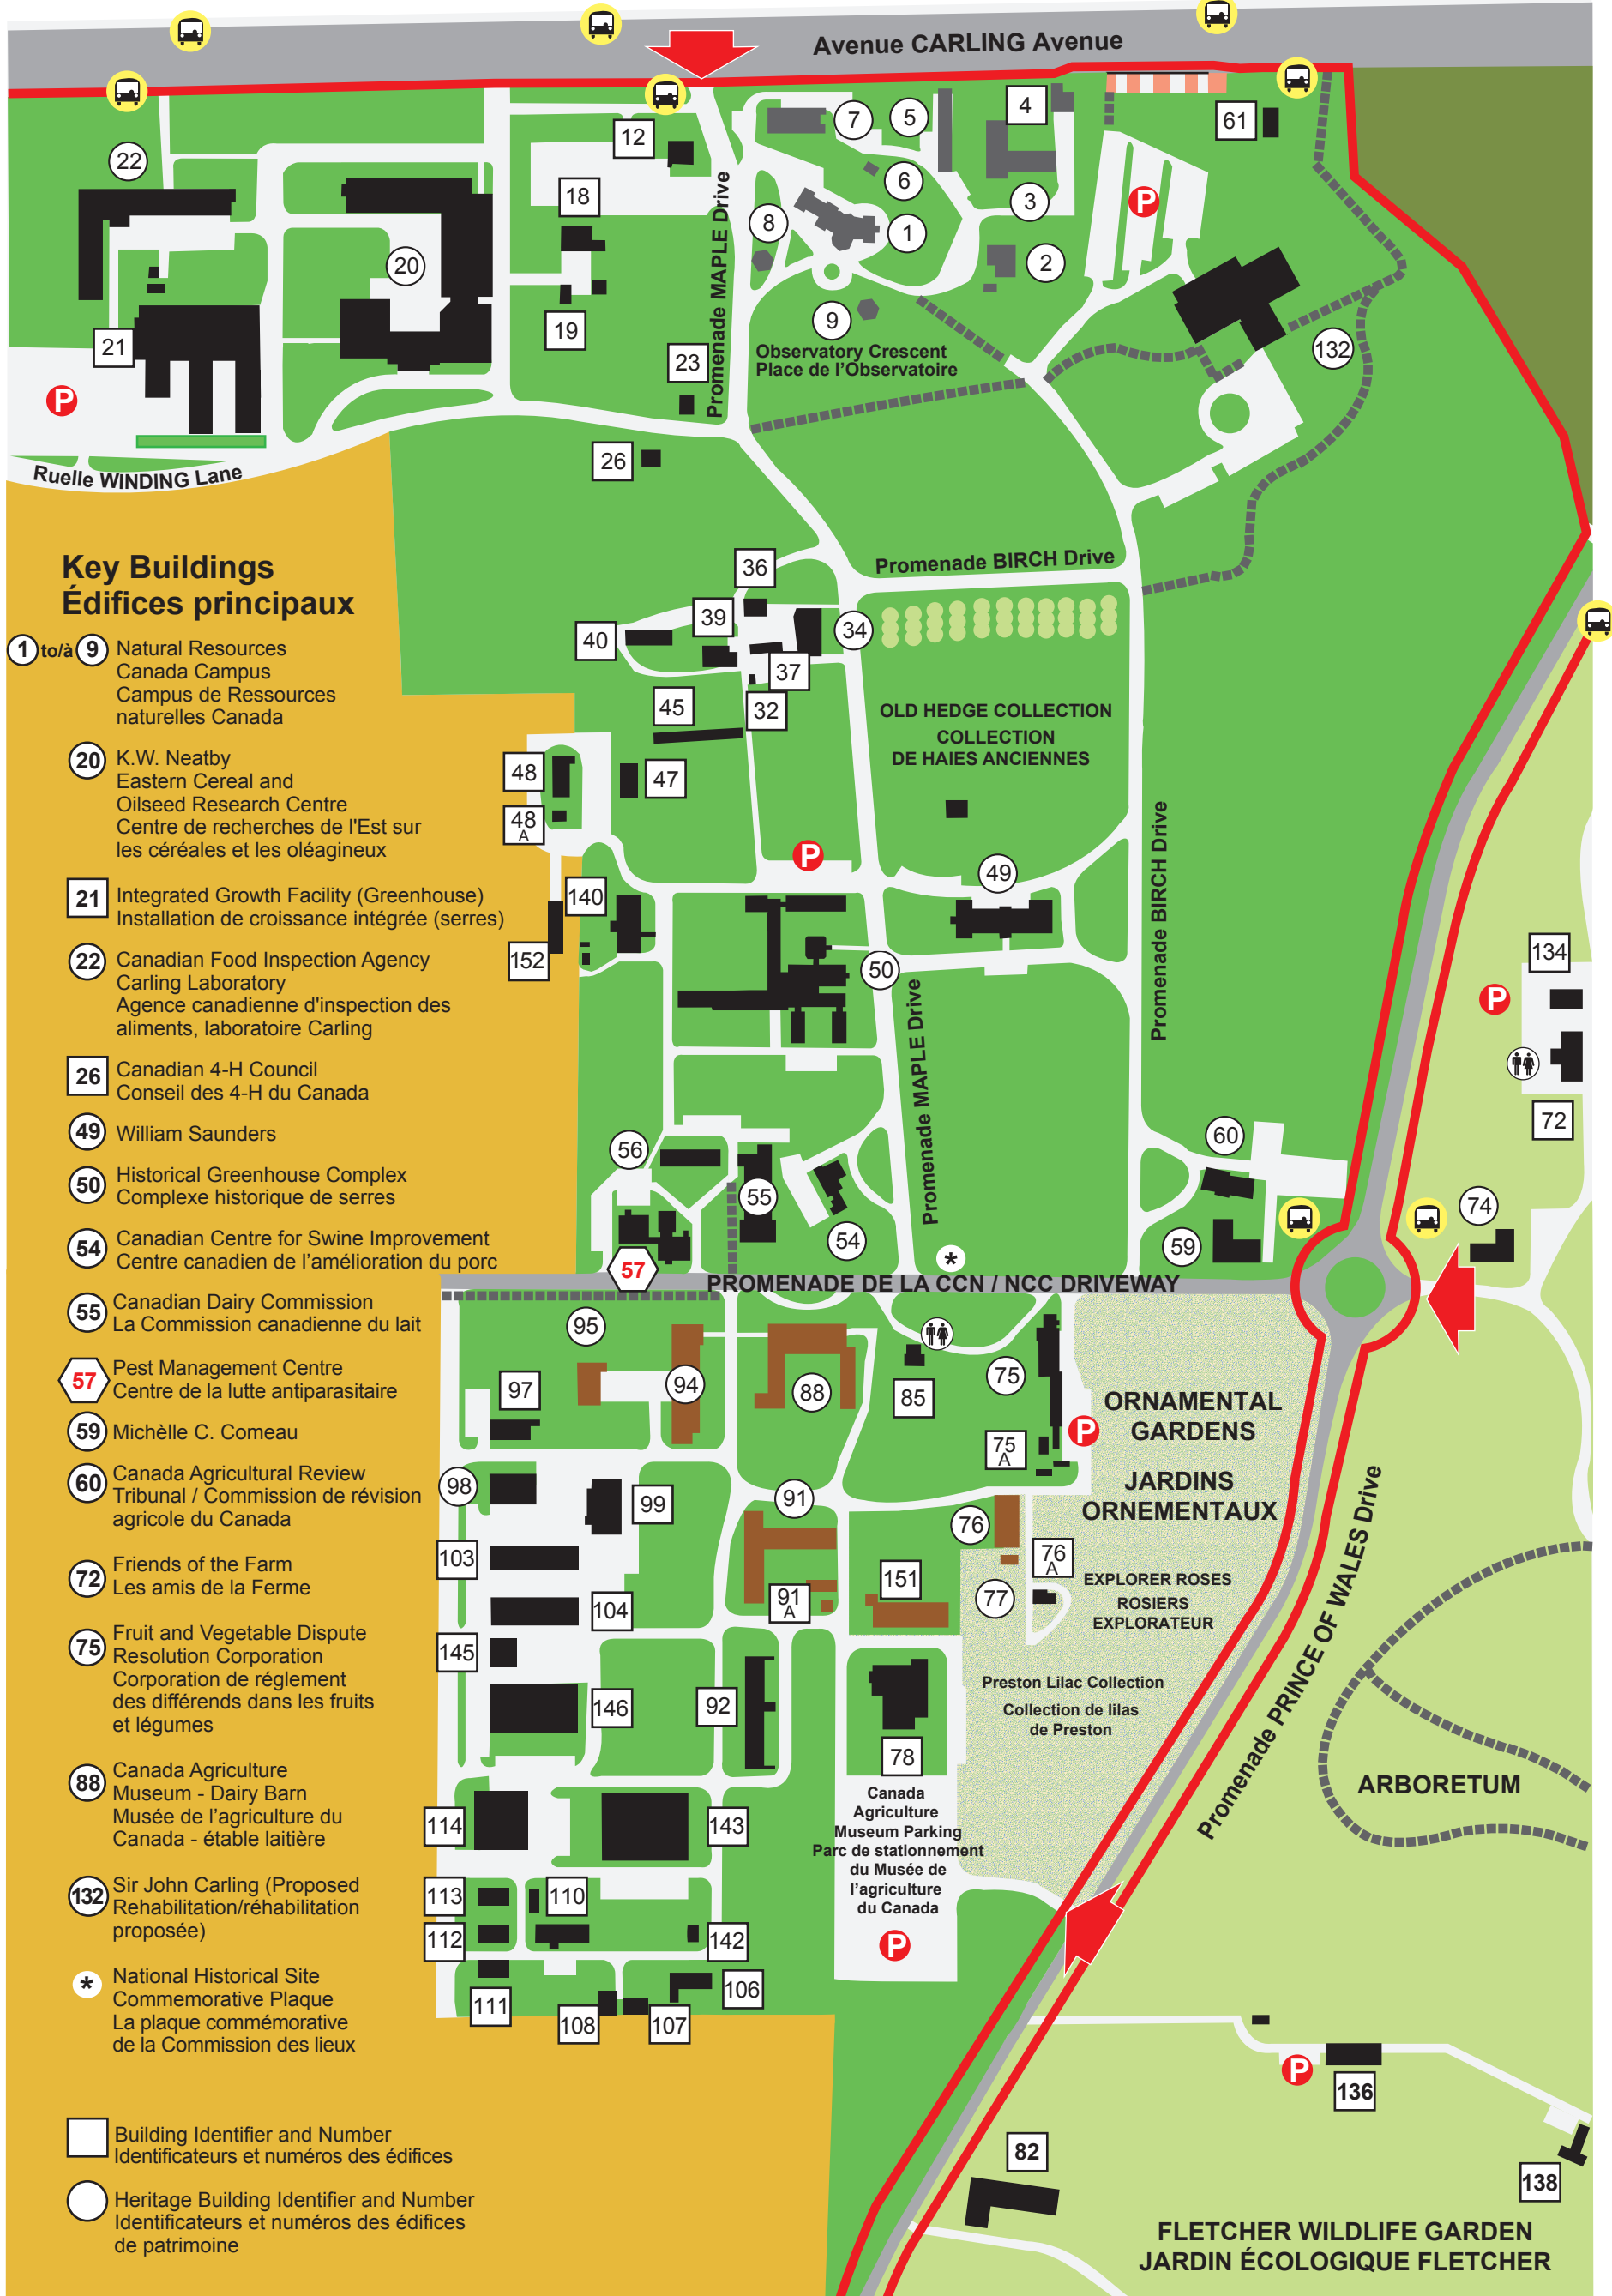 Avenue CARLING Avenue
22
12
18
7
5
4
61
6
3
8
1
2
20
21
19
9
132
23
Promenade MAPLE Drive
Observatory Crescent
Place de l'Observatoire
P
P
Ruelle WINDING Lane
26
Promenade BIRCH Drive
36
39
40
34
37
45
32
OLD HEDGE COLLECTION
COLLECTION
DE HAIES ANCIENNES
48
47
48
A
P
49
140
152
50
Promenade BIRCH Drive
Promenade MAPLE Drive
134
P
72
56
60
55
54
59
74
57
*
PROMENADE DE LA CCN / NCC DRIVEWAY
95
94
88
85
75
97
75
A
P
ORNAMENTAL
GARDENS
JARDINS
ORNEMENTAUX
98
99
91
76
103
76
A
151
77
91
A
104
EXPLORER ROSES
ROSIERS
EXPLORATEUR
145
146
92
78
Preston Lilac Collection
Collection de lilas
de Preston
Promenade PRINCE OF WALES Drive
ARBORETUM
114
143
Canada
Agriculture
Museum Parking
Parc de stationnement
du Musée de
l'agriculture
du Canada
P
113
110
112
142
111
106
108
107
P
136
82
138
FLETCHER WILDLIFE GARDEN
JARDIN ÉCOLOGIQUE FLETCHER
Key Buildings
Édifices principaux
1 to/à 9 Natural Resources
Canada Campus
Campus de Ressources
naturelles Canada
20 K.W. Neatby
Eastern Cereal and
Oilseed Research Centre
Centre de recherches de l'Est sur
les céréales et les oléagineux
21 Integrated Growth Facility (Greenhouse)
Installation de croissance intégrée (serres)
22 Canadian Food Inspection Agency
Carling Laboratory
Agence canadienne d'inspection des
aliments, laboratoire Carling
26 Canadian 4-H Council
Conseil des 4-H du Canada
49 William Saunders
50 Historical Greenhouse Complex
Complexe historique de serres
54 Canadian Centre for Swine Improvement
Centre canadien de l'amélioration du porc
55 Canadian Dairy Commission
La Commission canadienne du lait
57 Pest Management Centre
Centre de la lutte antiparasitaire
59 Michèlle C. Comeau
60 Canada Agricultural Review
Tribunal / Commission de révision
agricole du Canada
72 Friends of the Farm
Les amis de la Ferme
75 Fruit and Vegetable Dispute
Resolution Corporation
Corporation de réglement
des différends dans les fruits
et légumes
88 Canada Agriculture
Museum - Dairy Barn
Musée de l'agriculture du
Canada - étable laitière
132 Sir John Carling (Proposed
Rehabilitation/réhabilitation
proposée)
* National Historical Site
Commemorative Plaque
La plaque commémorative
de la Commission des lieux
Building Identifier and Number
Identificateurs et numéros des édifices
Heritage Building Identifier and Number
Identificateurs et numéros des édifices
de patrimoine